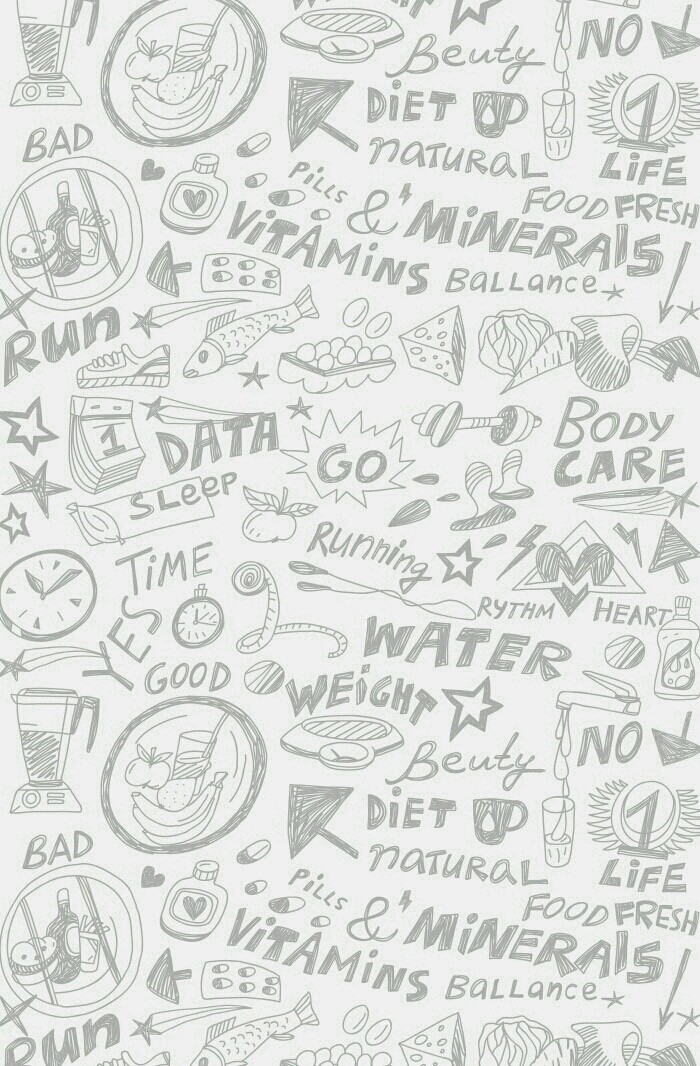 Beuty
NO
DiET
1
BAD
naTURAL
LiFE
Pills
FOOD FRESH
ViTAMiNS & MiNERAlS
Ballance
Run
1
DATA
GO
BODY
CARE
Sleep
Running
TiME
YES
RYTHM
HEART
WATER
GOOD
WEiGHT
Beuty
NO
DiET
1
BAD
naTURAL
LiFE
Pills
FOOD FRESH
ViTAMiNS & MiNERAlS
Ballance
Run